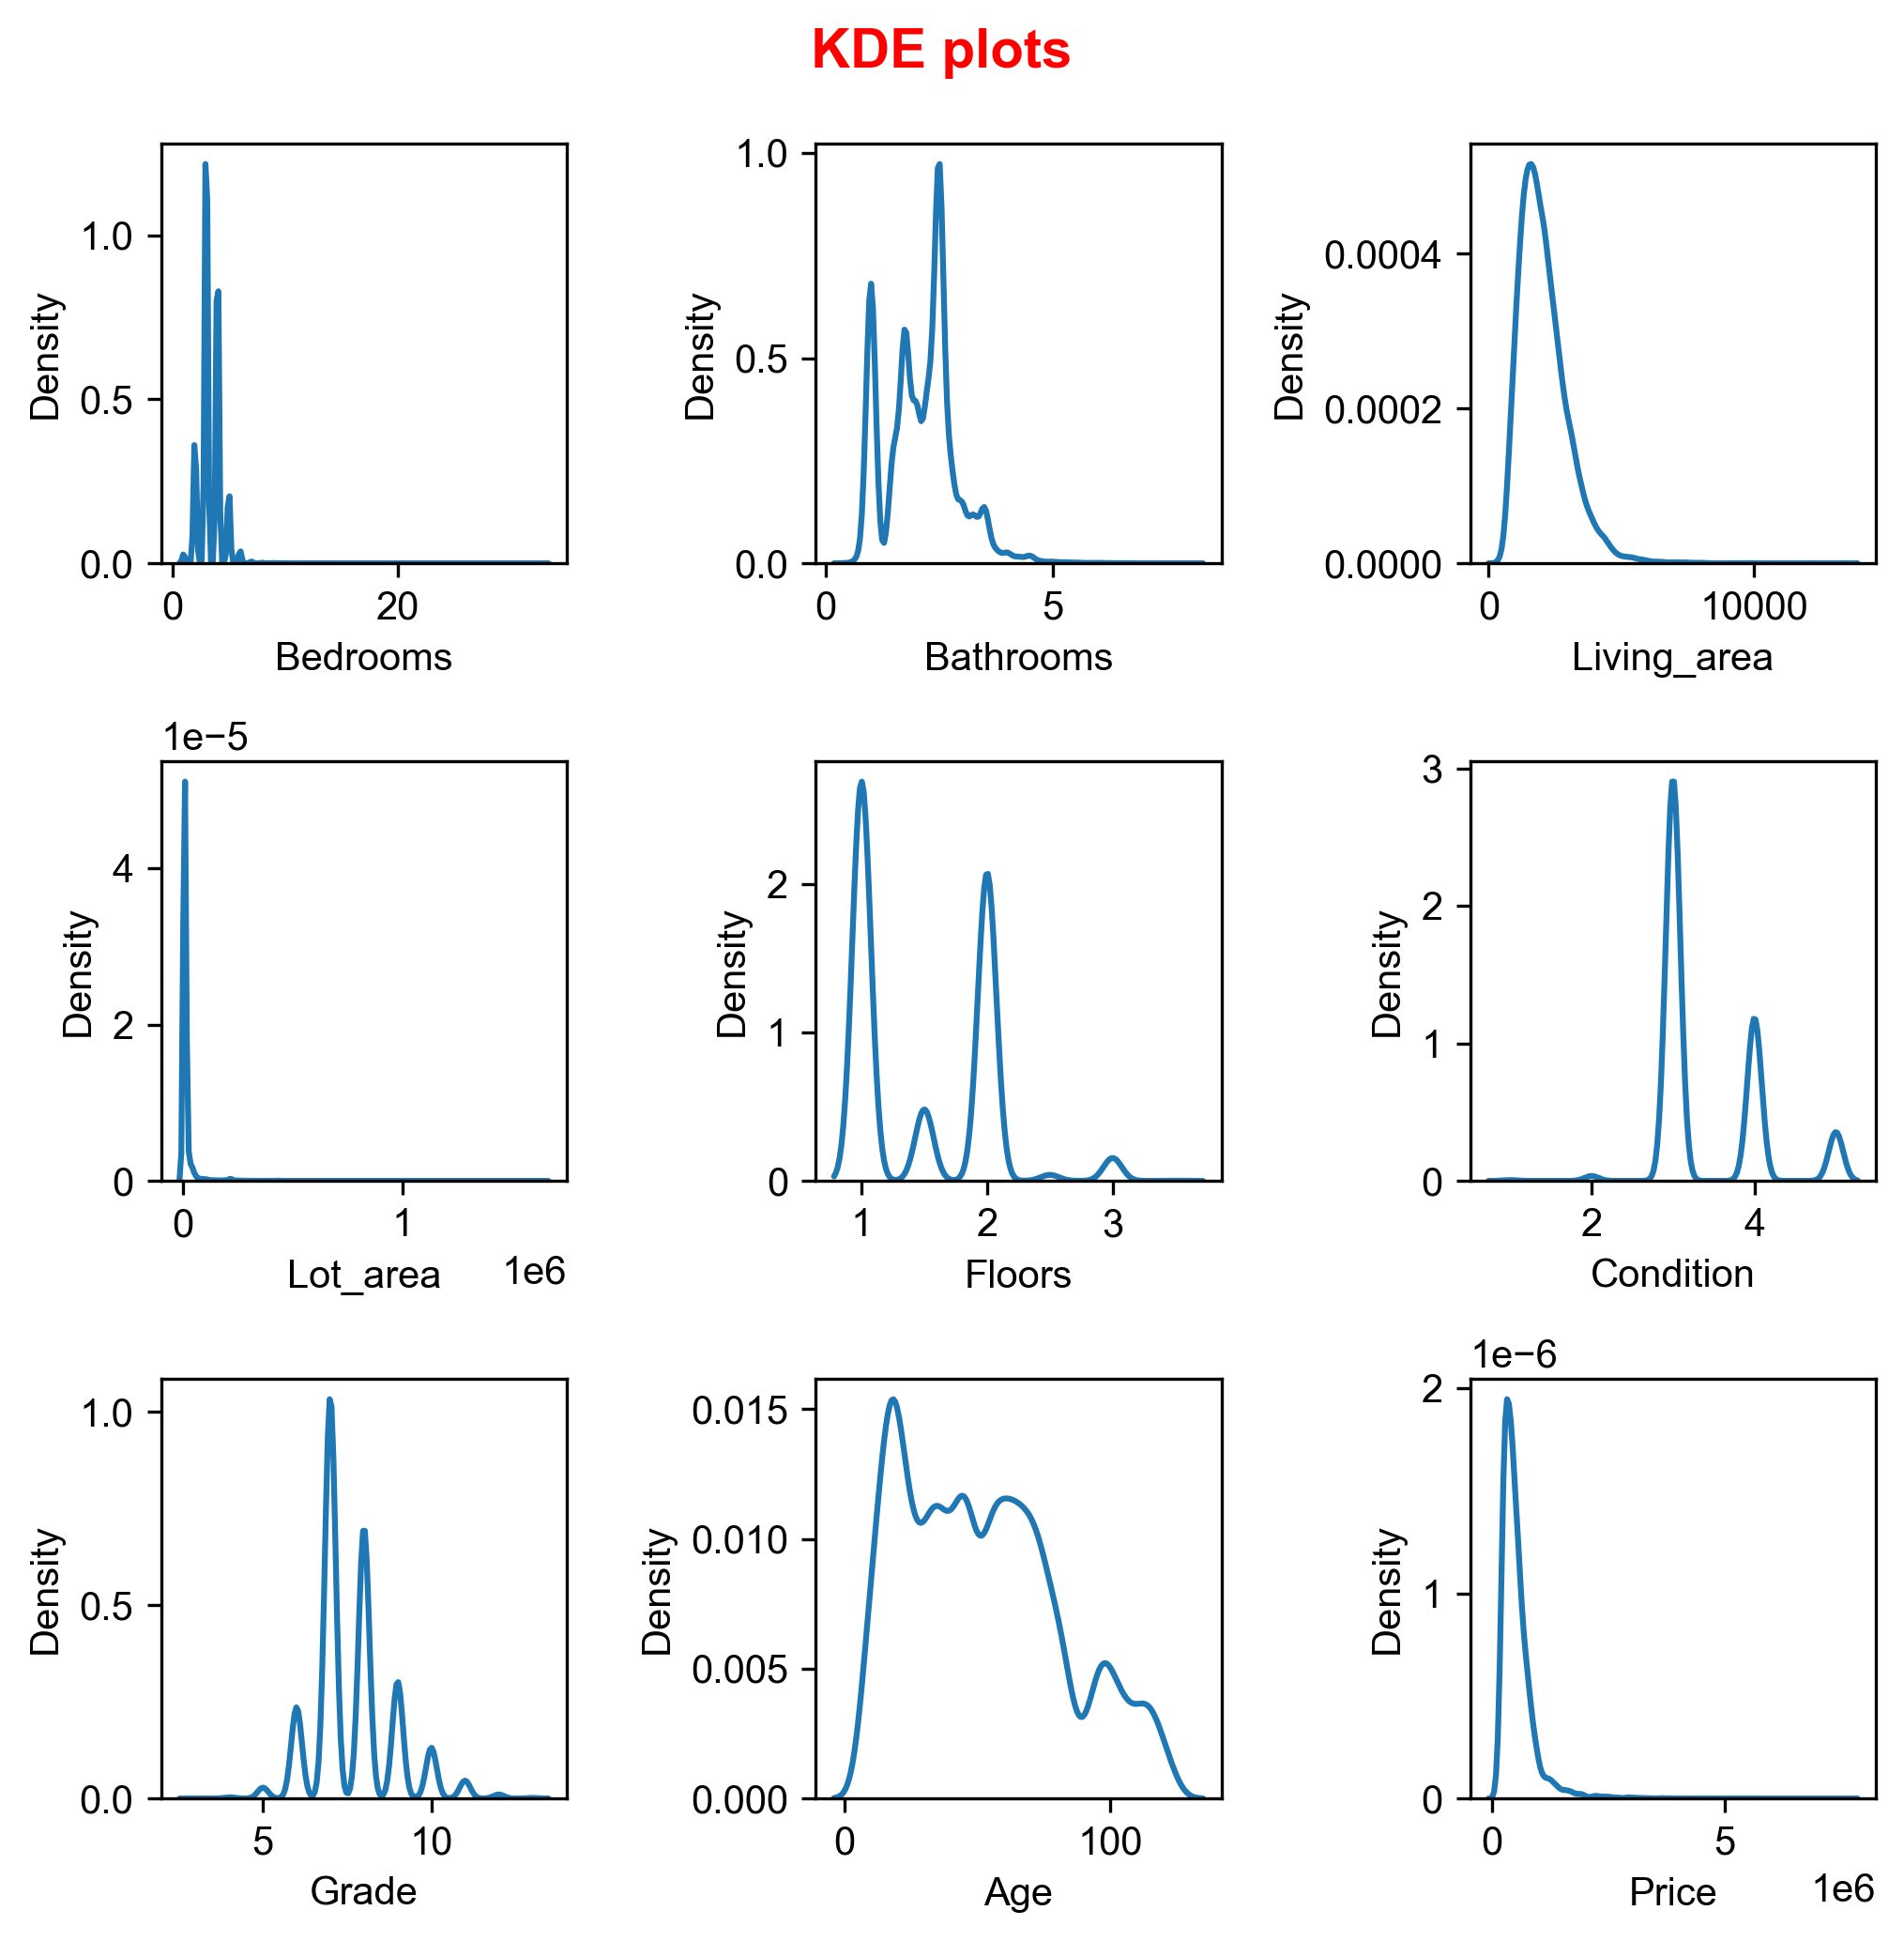 KDE plots
1.0
0.5
0.0
Density
0
20
Bedrooms
1.0
0.5
0.0
Density
0
5
Bathrooms
0.0004
0.0002
0.0000
Density
0
10000
Living_area
1e−5
4
2
0
Density
0
1
1e6
Lot_area
2
1
0
Density
1
2
3
Floors
3
2
1
0
Density
2
4
Condition
1.0
0.5
0.0
Density
5
10
Grade
0.015
0.010
0.005
0.000
Density
0
100
Age
1e−6
2
1
0
Density
0
5
1e6
Price